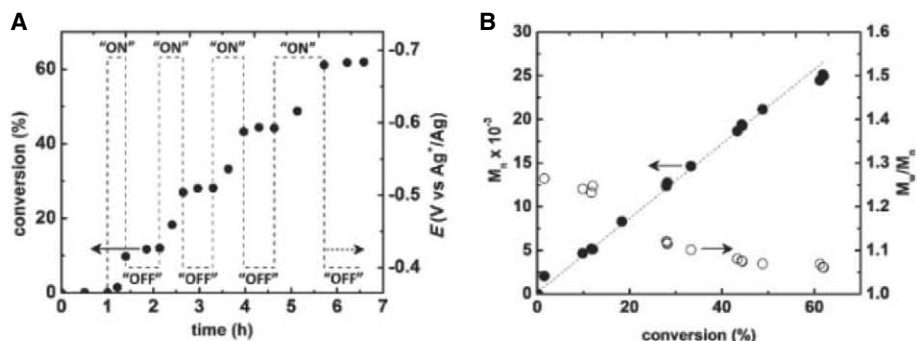 A
"ON" "ON" "ON" "ON"
60
40
20
0
conversion (%)
-0.7
-0.6
-0.5
-0.4
E (V vs Ag⁺/Ag)
"OFF" "OFF" "OFF" "OFF"
0 1 2 3 4 5 6 7
time (h)
B
30
25
20
15
10
5
0
Mₙ x 10⁻³
1.6
1.5
1.4
1.3
1.2
1.1
1.0
M_w/Mₙ
0 20 40 60 80
conversion (%)